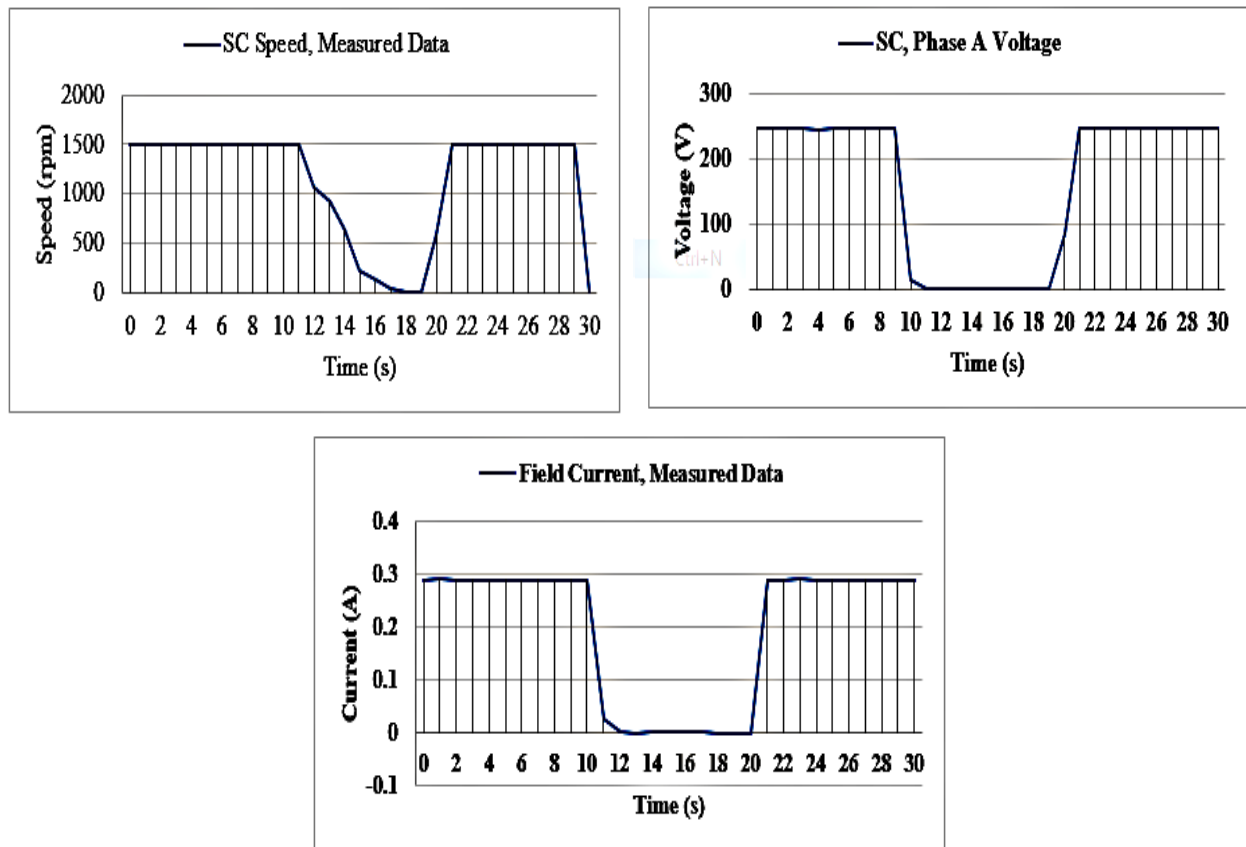 SC Speed, Measured Data
2000
1500
1000
500
0
Speed (rpm)
0 2 4 6 8 10 12 14 16 18 20 22 24 26 28 30
Time (s)
SC, Phase A Voltage
300
200
100
0
Voltage (V)
Ctrl+N
0 2 4 6 8 10 12 14 16 18 20 22 24 26 28 30
Time (s)
Field Current, Measured Data
0.4
0.3
0.2
0.1
0
-0.1
Current (A)
0 2 4 6 8 10 12 14 16 18 20 22 24 26 28 30
Time (s)